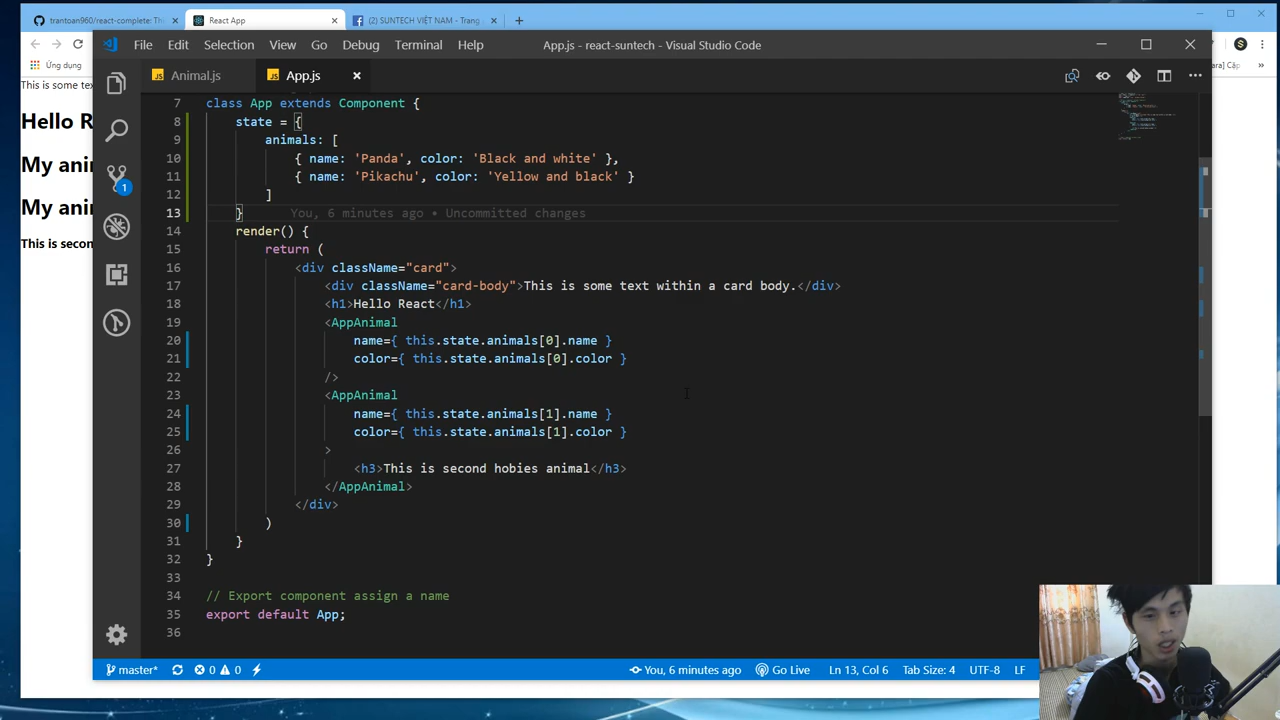 trantoan960/react-complete: Thi
React App
(2) SUNTECH VIỆT NAM - Trang
File Edit Selection View Go Debug Terminal Help
App.js - react-suntech - Visual Studio Code
Ứng dụng
Animal.js
App.js
This is some tex
Hello R
My ani
My ani
This is secon
7 class App extends Component {
8 state = {
9 animals: [
10 { name: 'Panda', color: 'Black and white' },
11 { name: 'Pikachu', color: 'Yellow and black' }
12 ]
13 } You, 6 minutes ago • Uncommitted changes
14 render() {
15 return (
16 <div className="card">
17 <div className="card-body">This is some text within a card body.</div>
18 <h1>Hello React</h1>
19 <AppAnimal
20 name={ this.state.animals[0].name }
21 color={ this.state.animals[0].color }
22 />
23 <AppAnimal
24 name={ this.state.animals[1].name }
25 color={ this.state.animals[1].color }
26 >
27 <h3>This is second hobies animal</h3>
28 </AppAnimal>
29 </div>
30 )
31 }
32 }
33
34 // Export component assign a name
35 export default App;
36
1
master* 0 0 You, 6 minutes ago Go Live Ln 13, Col 6 Tab Size: 4 UTF-8 LF